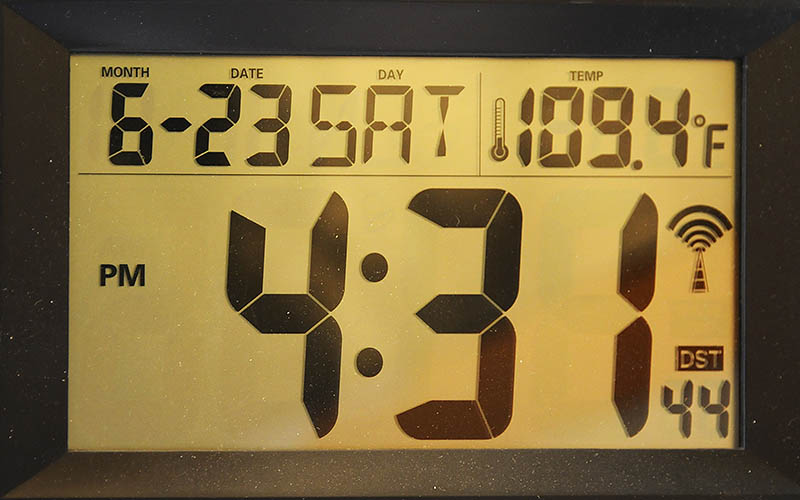 MONTH DATE DAY TEMP
6-23 SAT 109.4°F
PM 4:31
DST
44